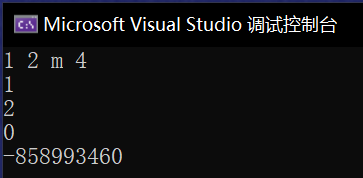 C:\
Microsoft Visual Studio 调试控制台
1 2 m 4
1
2
0
-858993460